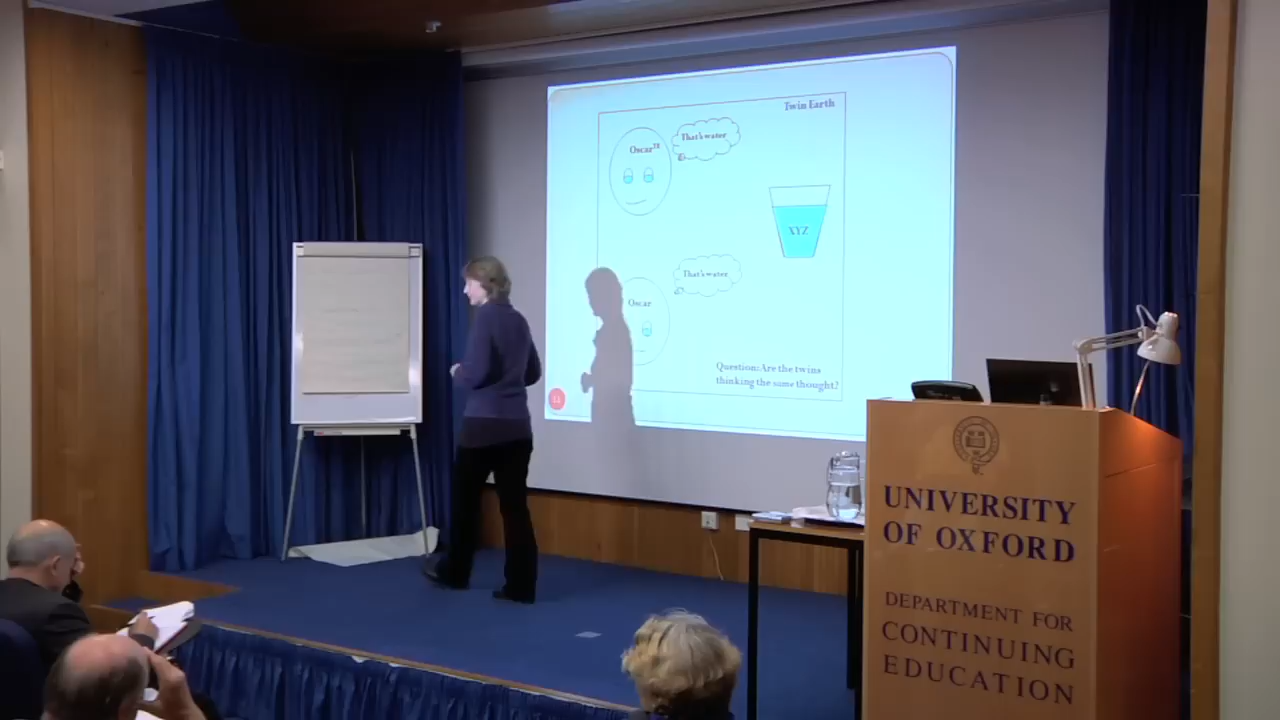 Twin Earth
That's water
Oscar
XYZ
That's water
Oscar
Question: Are the twins
thinking the same thought?
UNIVERSITY
OF OXFORD
DEPARTMENT FOR
CONTINUING
EDUCATION